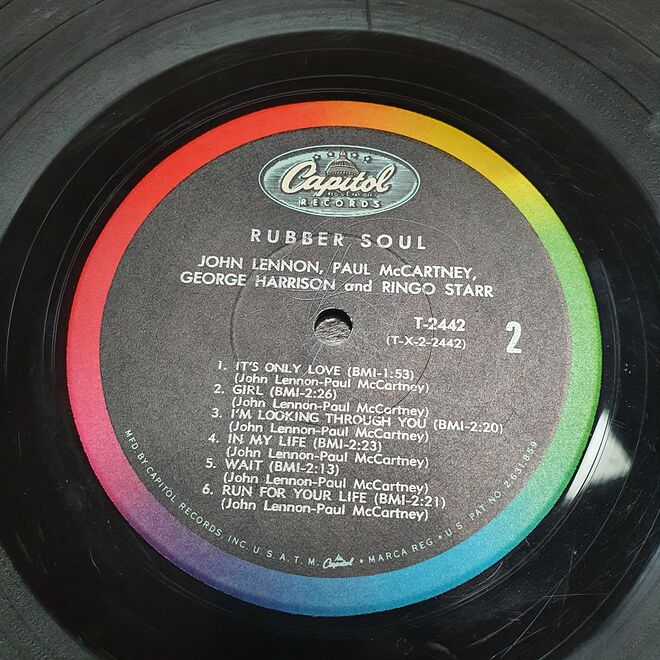 Capitol
RECORDS
RUBBER SOUL
JOHN LENNON, PAUL McCARTNEY,
GEORGE HARRISON and RINGO STARR
T-2442
(T-X-2-2442)
2
1. IT'S ONLY LOVE (BMI-1:53)
(John Lennon-Paul McCartney)
2. GIRL (BMI-2:26)
(John Lennon-Paul McCartney)
3. I'M LOOKING THROUGH YOU (BMI-2:20)
(John Lennon-Paul McCartney)
4. IN MY LIFE (BMI-2:23)
(John Lennon-Paul McCartney)
5. WAIT (BMI-2:13)
(John Lennon-Paul McCartney)
6. RUN FOR YOUR LIFE (BMI-2:21)
(John Lennon-Paul McCartney)
MFD BY CAPITOL RECORDS, INC. U.S.A. T.M. Capitol • MARCA REG • U.S. PAT. NO. 2,631,859